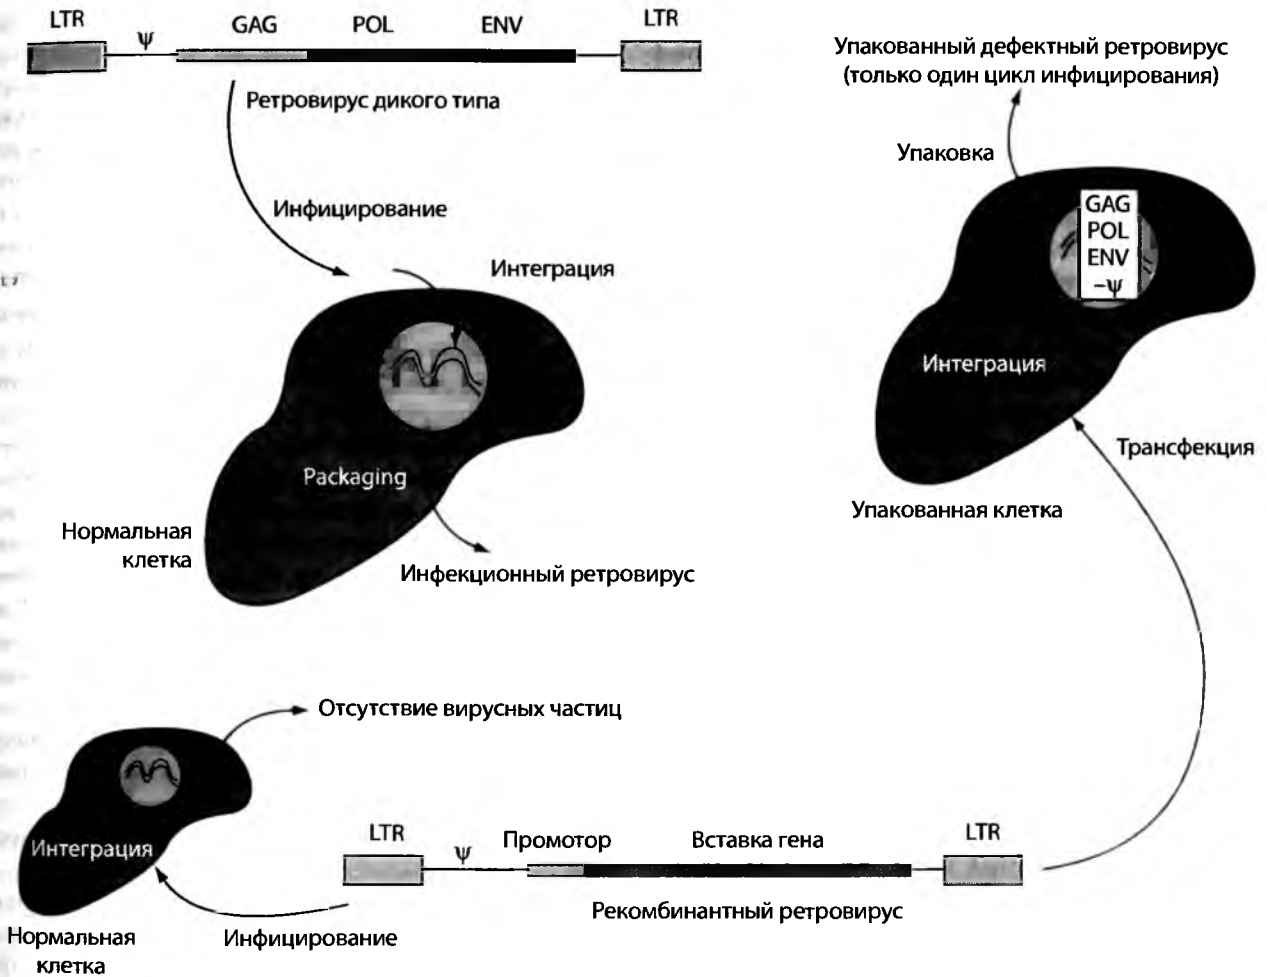 LTR
ψ
GAG
POL
ENV
LTR
Ретровирус дикого типа
Инфицирование
Интеграция
Packaging
Нормальная
клетка
Инфекционный ретровирус
Упакованный дефектный ретровирус
(только один цикл инфицирования)
Упаковка
GAG
POL
ENV
–ψ
Интеграция
Трансфекция
Упакованная клетка
Отсутствие вирусных частиц
Интеграция
Нормальная
клетка
Инфицирование
LTR
ψ
Промотор
Вставка гена
LTR
Рекомбинантный ретровирус